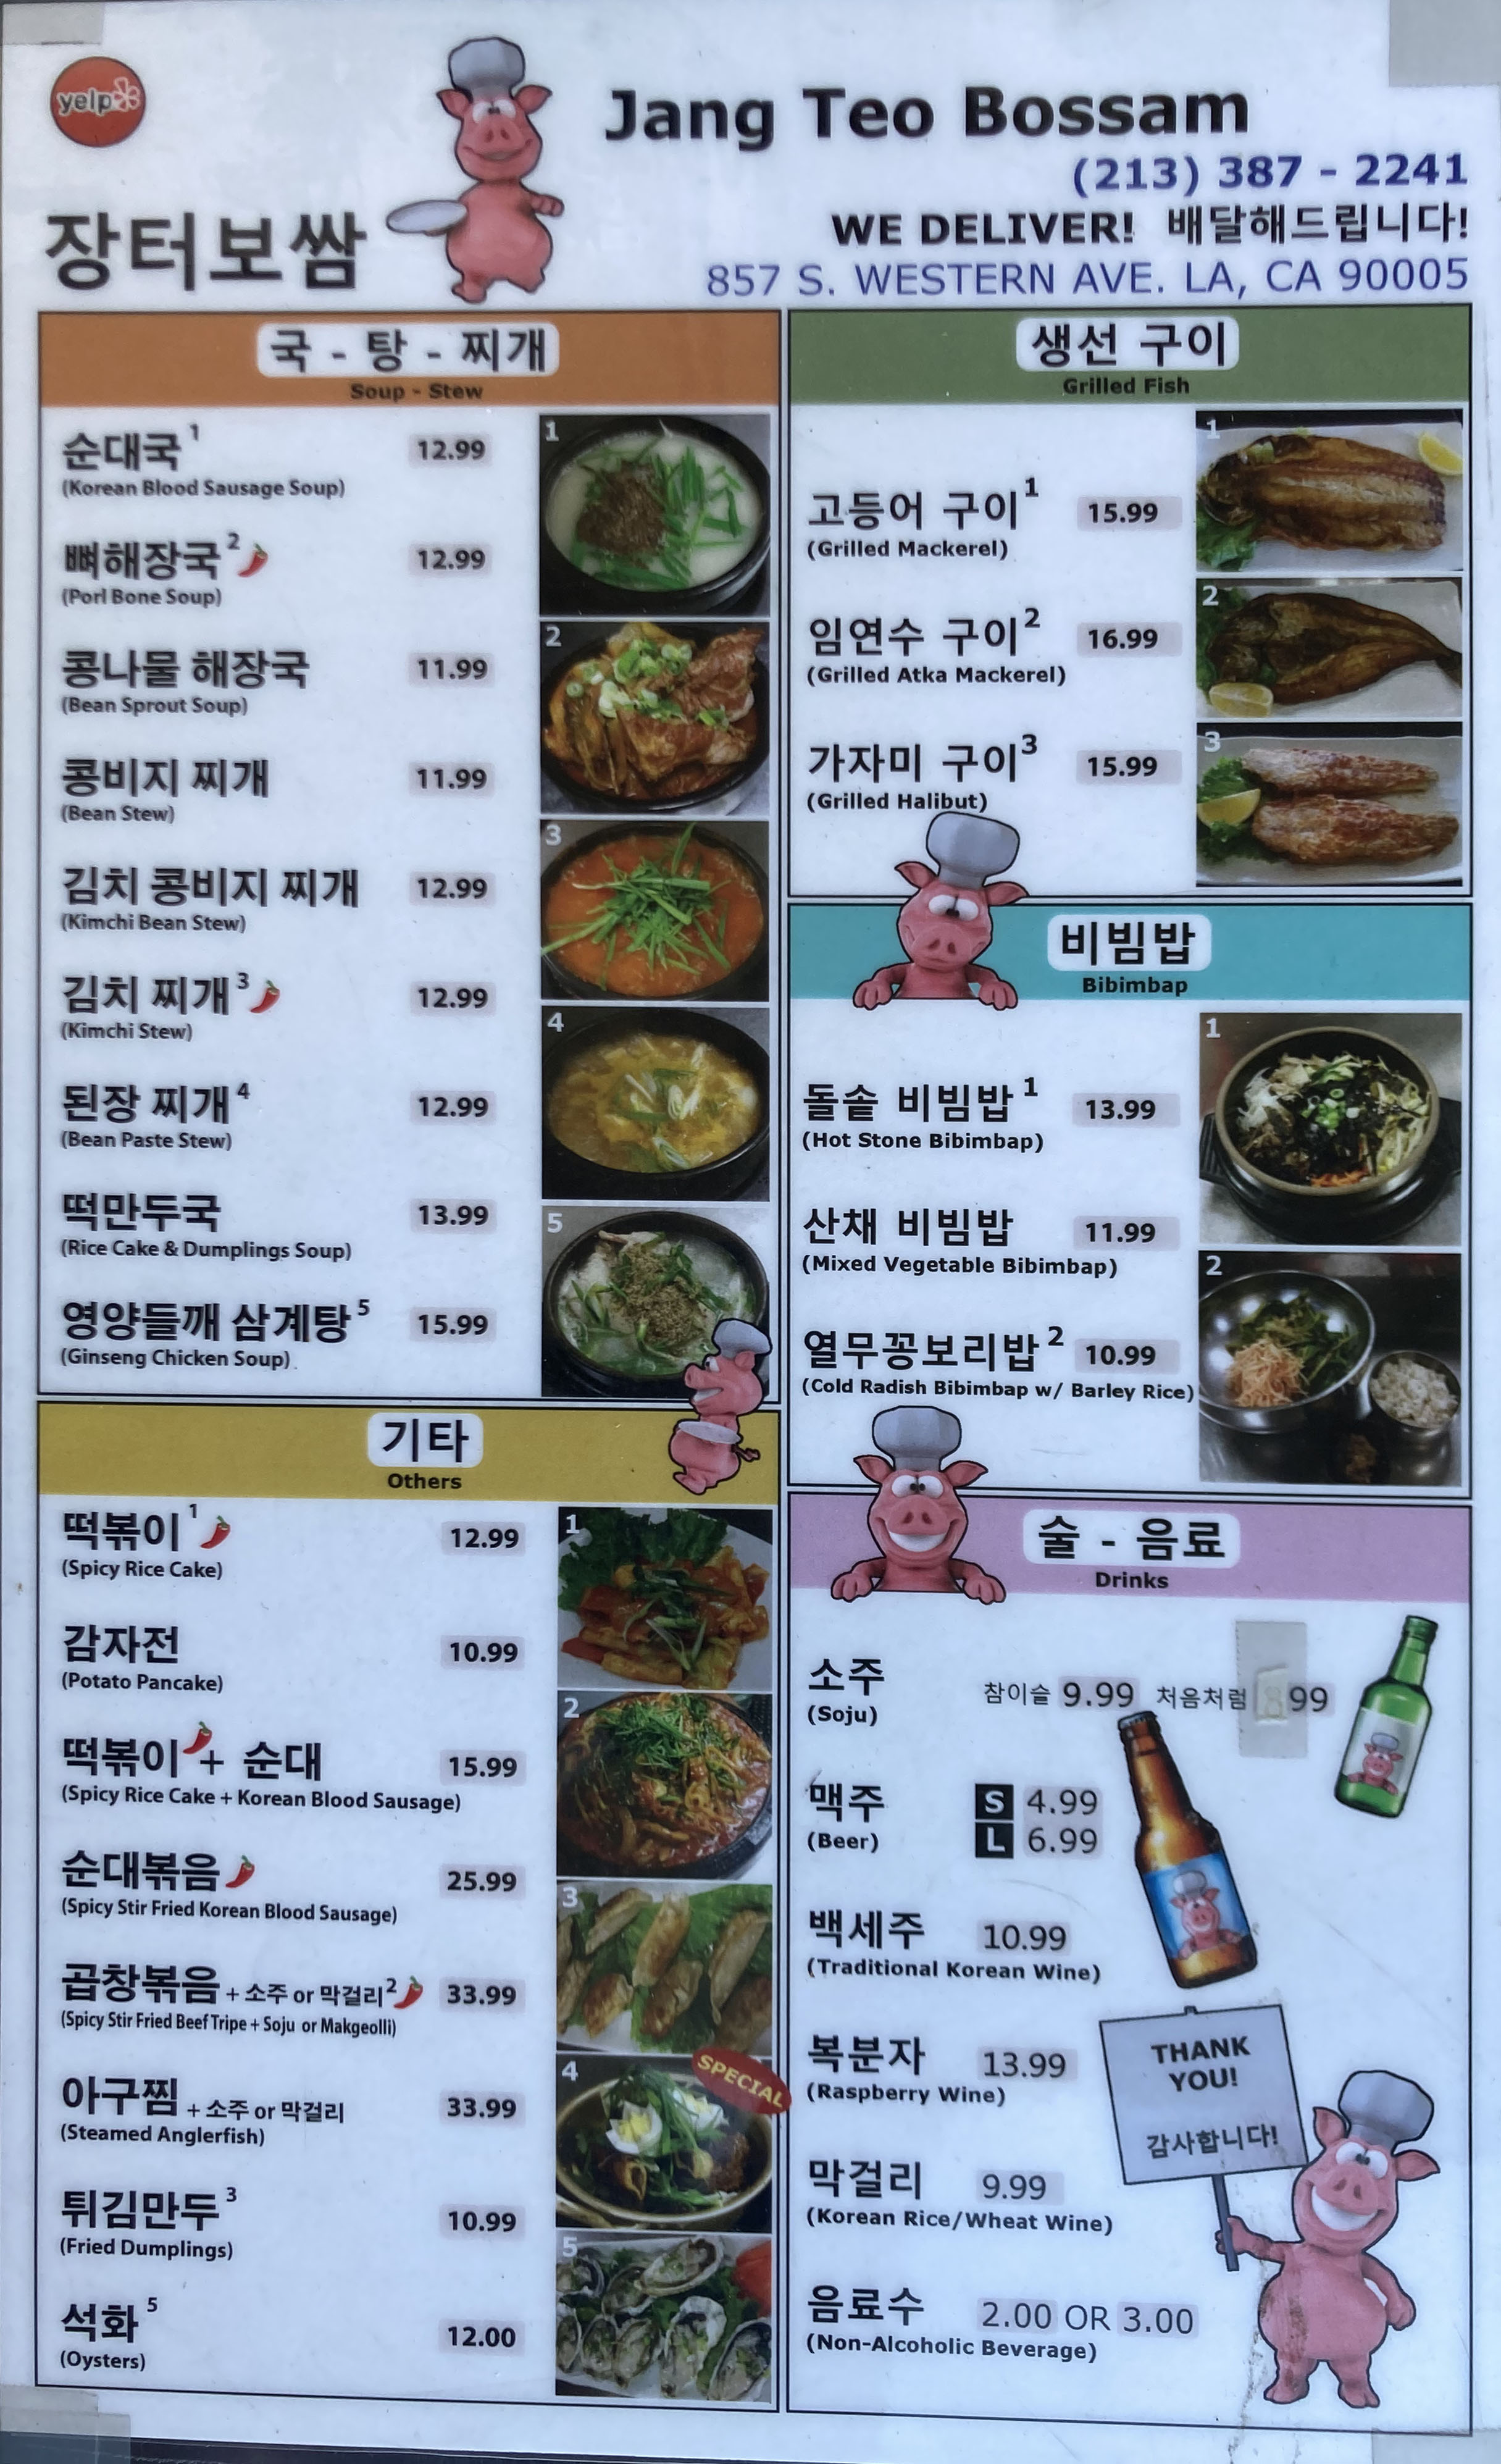 yelp
Jang Teo Bossam
(213) 387 - 2241
장터보쌈
WE DELIVER! 배달해드립니다!
857 S. WESTERN AVE. LA, CA 90005
국 - 탕 - 찌개
Soup - Stew
순대국 1 12.99
(Korean Blood Sausage Soup)
뼈해장국 2 12.99
(Porl Bone Soup)
콩나물 해장국 11.99
(Bean Sprout Soup)
콩비지 찌개 11.99
(Bean Stew)
김치 콩비지 찌개 12.99
(Kimchi Bean Stew)
김치 찌개 3 12.99
(Kimchi Stew)
된장 찌개 4 12.99
(Bean Paste Stew)
떡만두국 13.99
(Rice Cake & Dumplings Soup)
영양들깨 삼계탕 5 15.99
(Ginseng Chicken Soup)
1
2
3
4
5
기타
Others
떡볶이 1 12.99
(Spicy Rice Cake)
감자전 10.99
(Potato Pancake)
떡볶이 + 순대 15.99
(Spicy Rice Cake + Korean Blood Sausage)
순대볶음 25.99
(Spicy Stir Fried Korean Blood Sausage)
곱창볶음 + 소주 or 막걸리 2 33.99
(Spicy Stir Fried Beef Tripe + Soju or Makgeolli)
아구찜 + 소주 or 막걸리 33.99
(Steamed Anglerfish)
튀김만두 3 10.99
(Fried Dumplings)
석화 5 12.00
(Oysters)
1
2
3
4
SPECIAL
5
생선 구이
Grilled Fish
고등어 구이 1 15.99
(Grilled Mackerel)
임연수 구이 2 16.99
(Grilled Atka Mackerel)
가자미 구이 3 15.99
(Grilled Halibut)
1
2
3
비빔밥
Bibimbap
돌솥 비빔밥 1 13.99
(Hot Stone Bibimbap)
산채 비빔밥 11.99
(Mixed Vegetable Bibimbap)
열무꽁보리밥 2 10.99
(Cold Radish Bibimbap w/ Barley Rice)
1
2
술 - 음료
Drinks
소주 참이슬 9.99 처음처럼 99
(Soju)
맥주 S 4.99
(Beer) L 6.99
백세주 10.99
(Traditional Korean Wine)
복분자 13.99
(Raspberry Wine)
막걸리 9.99
(Korean Rice/Wheat Wine)
음료수 2.00 OR 3.00
(Non-Alcoholic Beverage)
THANK
YOU!
감사합니다!